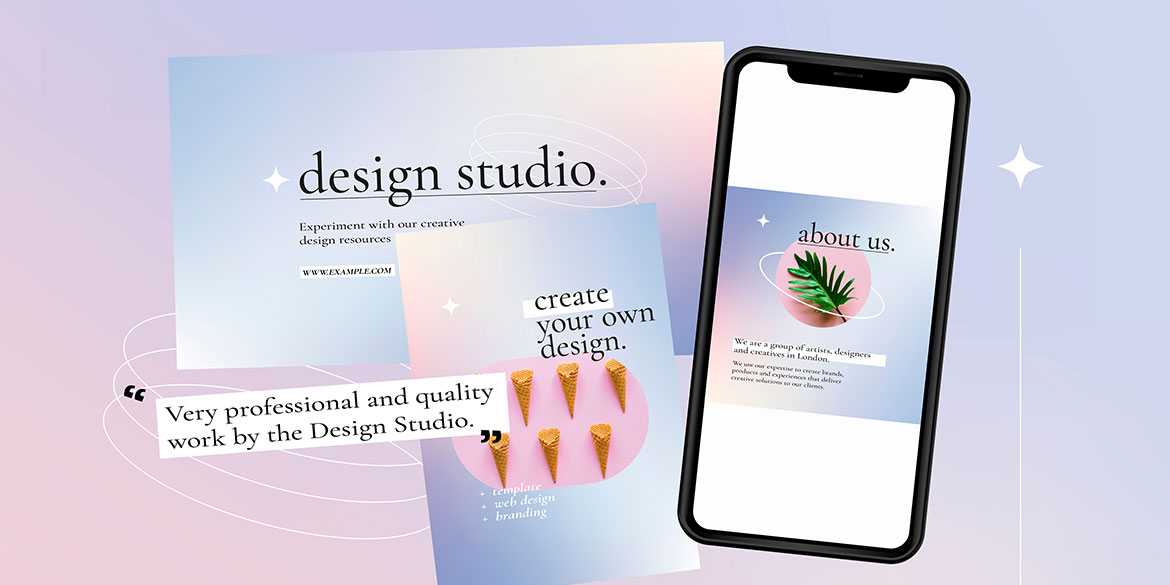 design studio.
Experiment with our creative
design resources
WWW.EXAMPLE.COM
create
your own
design.
+ template
+ web design
+ branding
“
Very professional and quality
work by the Design Studio.
”
about us.
We are a group of artists, designers
and creatives in London.
We use our expertise to create brands,
products and experiences that deliver
creative solutions to our clients.